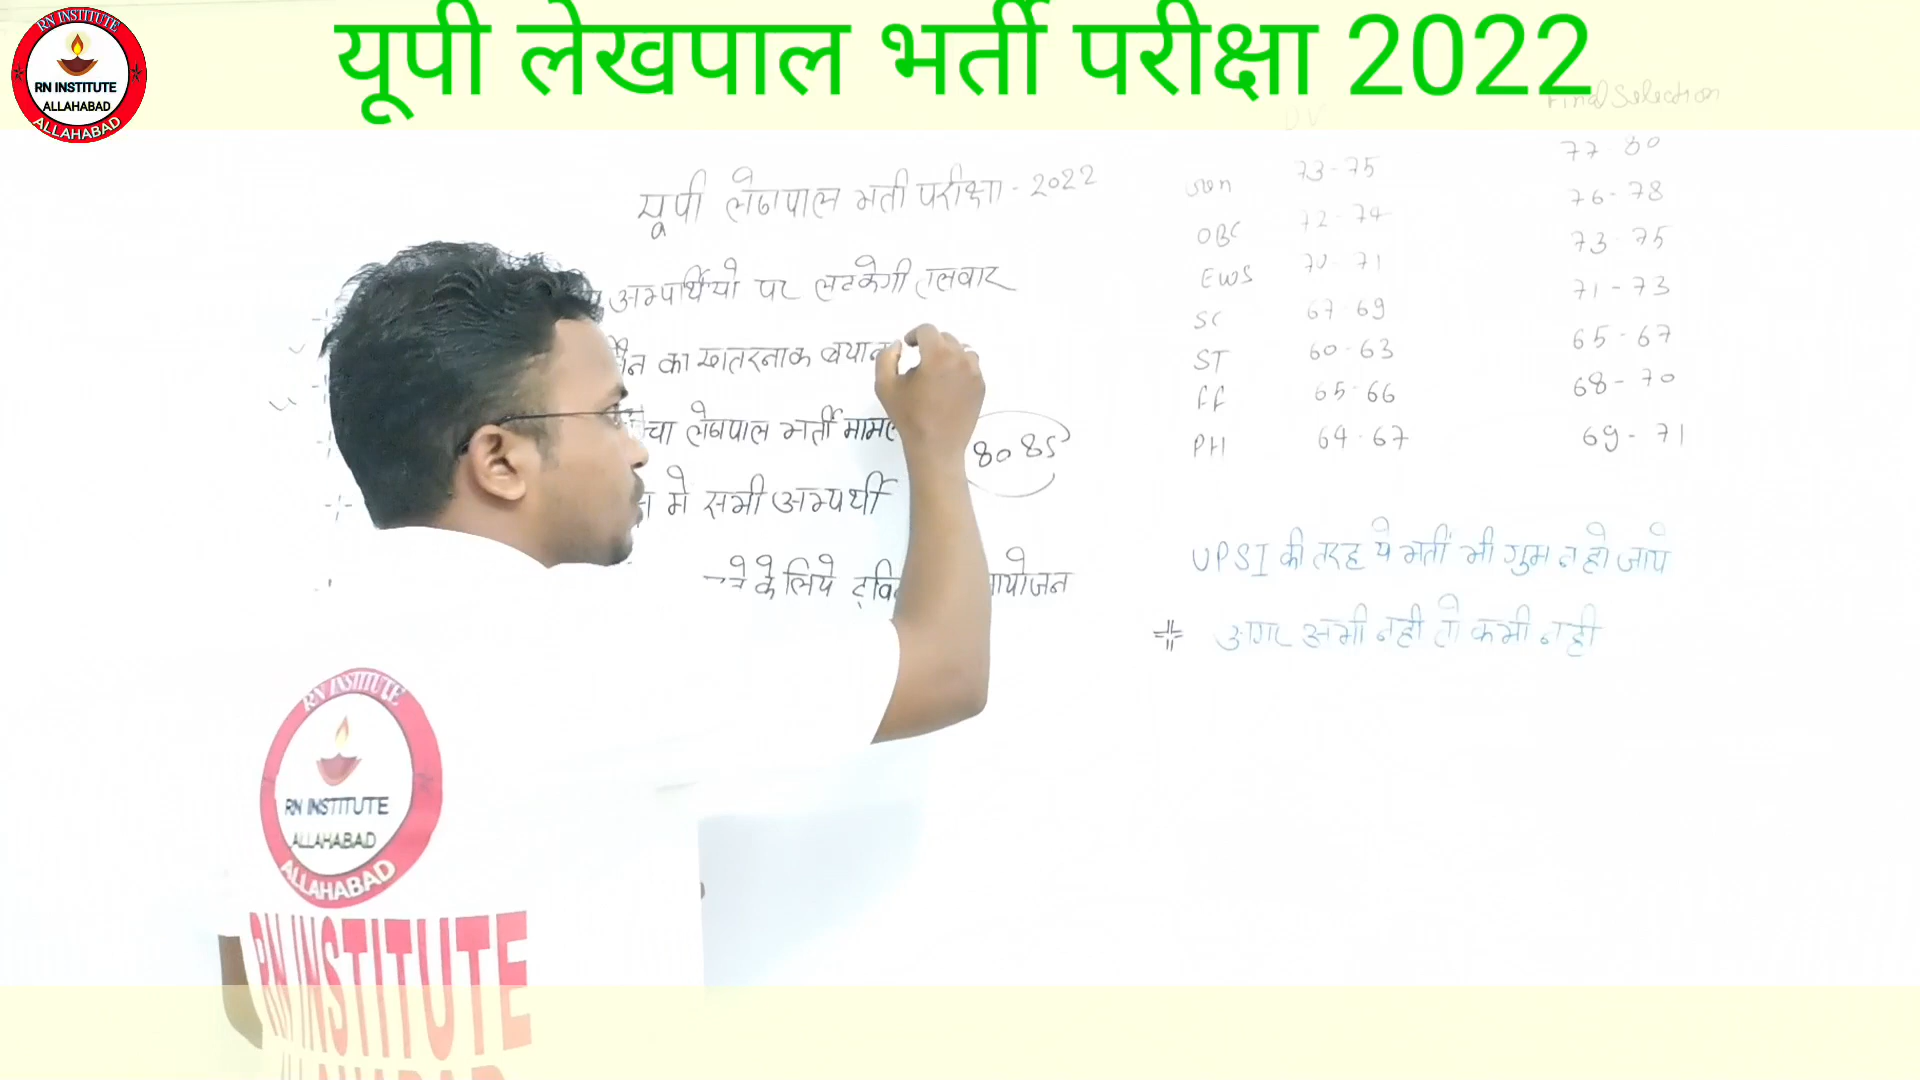 यूपी लेखपाल भर्ती परीक्षा 2022
RN INSTITUTE
RN INSTITUTE
ALLAHABAD
ALLAHABAD
यूपी लेखपाल भर्ती परीक्षा - 2022
अभ्यर्थियो पर लटकेगी तलवार
का खतरनाक बयान
लेखपाल भर्ती
80 85
मे सभी अभ्यर्थी
के लिये
Final Selection
73-75 77-80
OBC 72-74 76-78
EWS 70-71 73-75
SC 67-69 71-73
ST 60-63 65-67
FF 65-66 68-70
PH 64-67 69-71
UPSI की तरह ये भर्ती भी गुम न हो जाये
अगर अभी नही तो कभी नही
RN INSTITUTE
RN INSTITUTE
ALLAHABAD
ALLAHABAD
RN INSTITUTE